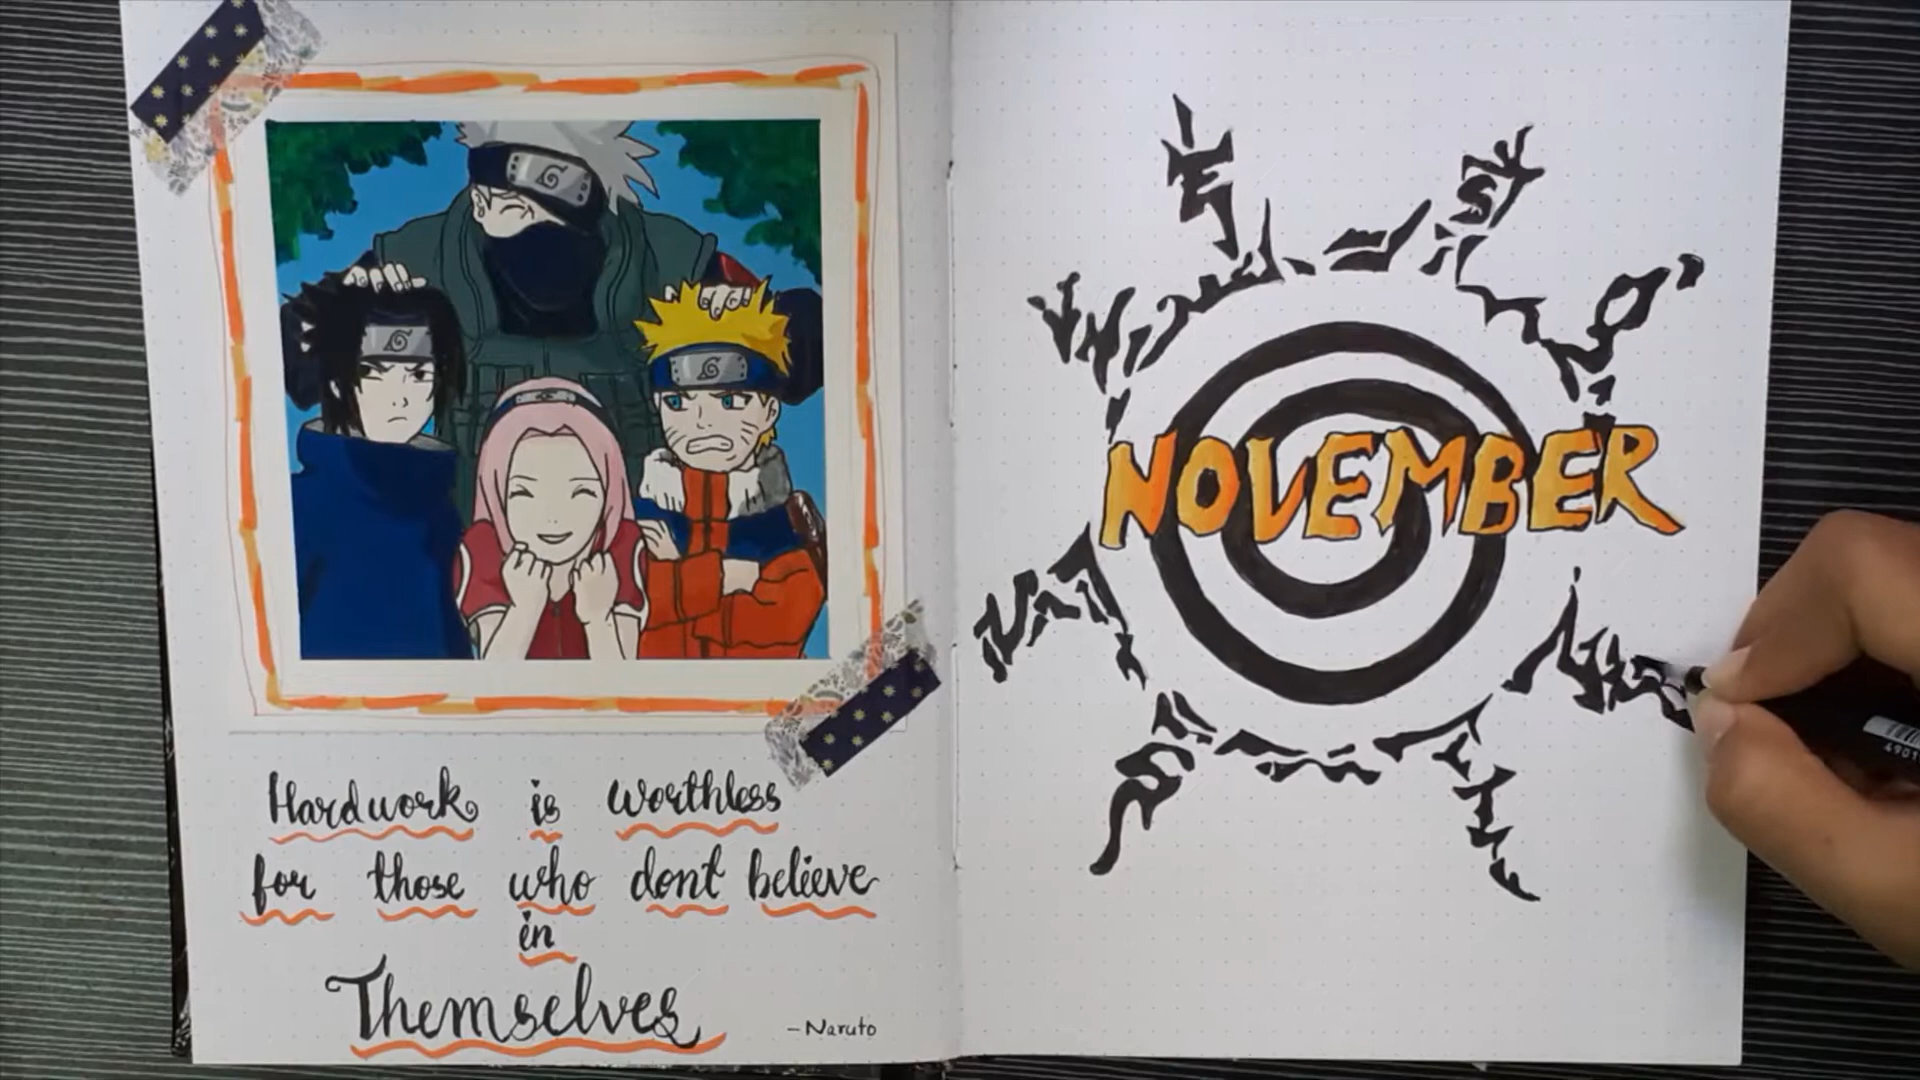 Hardwork is worthless
for those who dont believe
in
Themselves
-Naruto
NOVEMBER